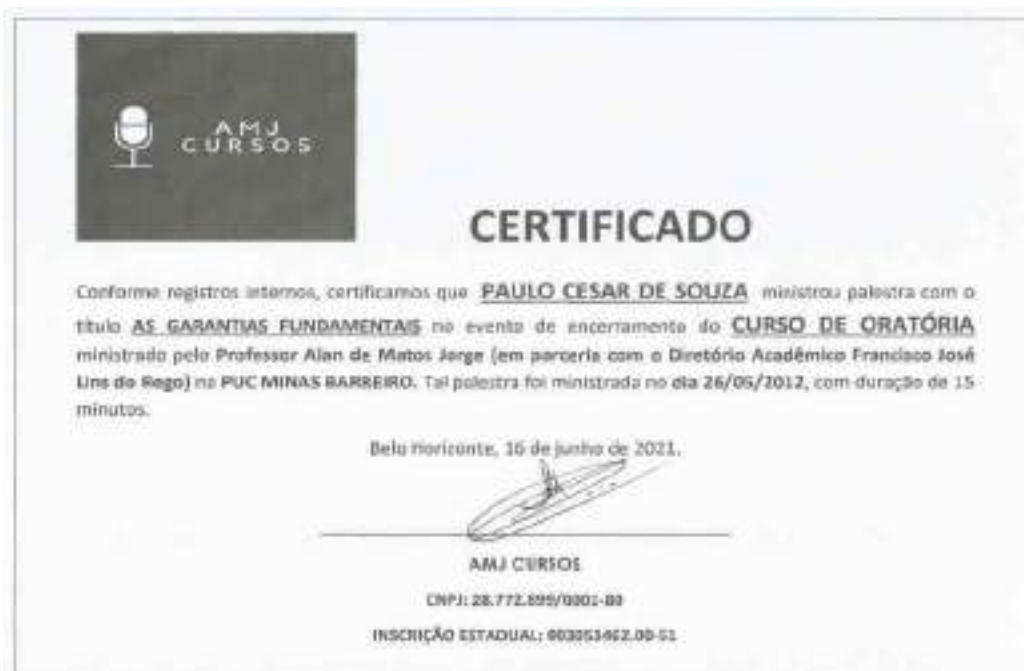 AMJ
CURSOS
CERTIFICADO
Conforme registros internos, certificamos que PAULO CESAR DE SOUZA ministrou palestra com o
título AS GARANTIAS FUNDAMENTAIS no evento de encerramento do CURSO DE ORATÓRIA
ministrado pelo Professor Alan de Matos Jorge (em parceria com o Diretório Acadêmico Francisco José
Lins do Rego) na PUC MINAS BARREIRO. Tal palestra foi ministrada no dia 26/05/2012, com duração de 15
minutos.
Belo Horizonte, 16 de junho de 2021.
AMJ CURSOS
CNPJ: 28.772.899/0001-80
INSCRIÇÃO ESTADUAL: 003053462.00-51